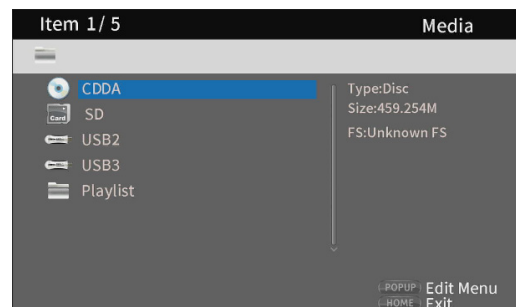 Item 1/ 5
Media
CDDA
Card SD
USB2
USB3
Playlist
Type:Disc
Size:459.254M
FS:Unknown FS
POPUP Edit Menu
HOME Exit